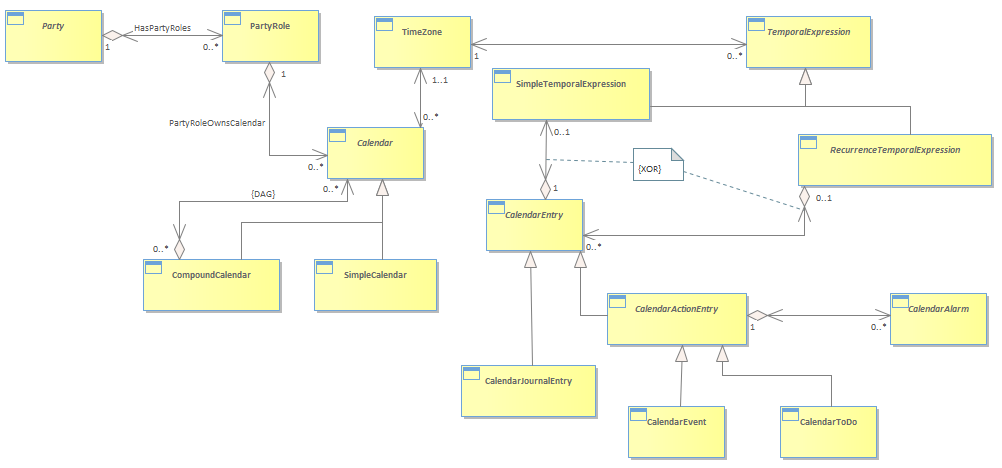 Party
HasPartyRoles
1
0..*
PartyRole
1
TimeZone
1
0..*
TemporalExpression
SimpleTemporalExpression
1..1
0..*
PartyRoleOwnsCalendar
0..*
Calendar
0..*
{DAG}
0..*
CompoundCalendar
SimpleCalendar
0..1
{XOR}
RecurrenceTemporalExpression
0..1
1
CalendarEntry
0..*
CalendarActionEntry
1
0..*
CalendarAlarm
CalendarJournalEntry
CalendarEvent
CalendarToDo